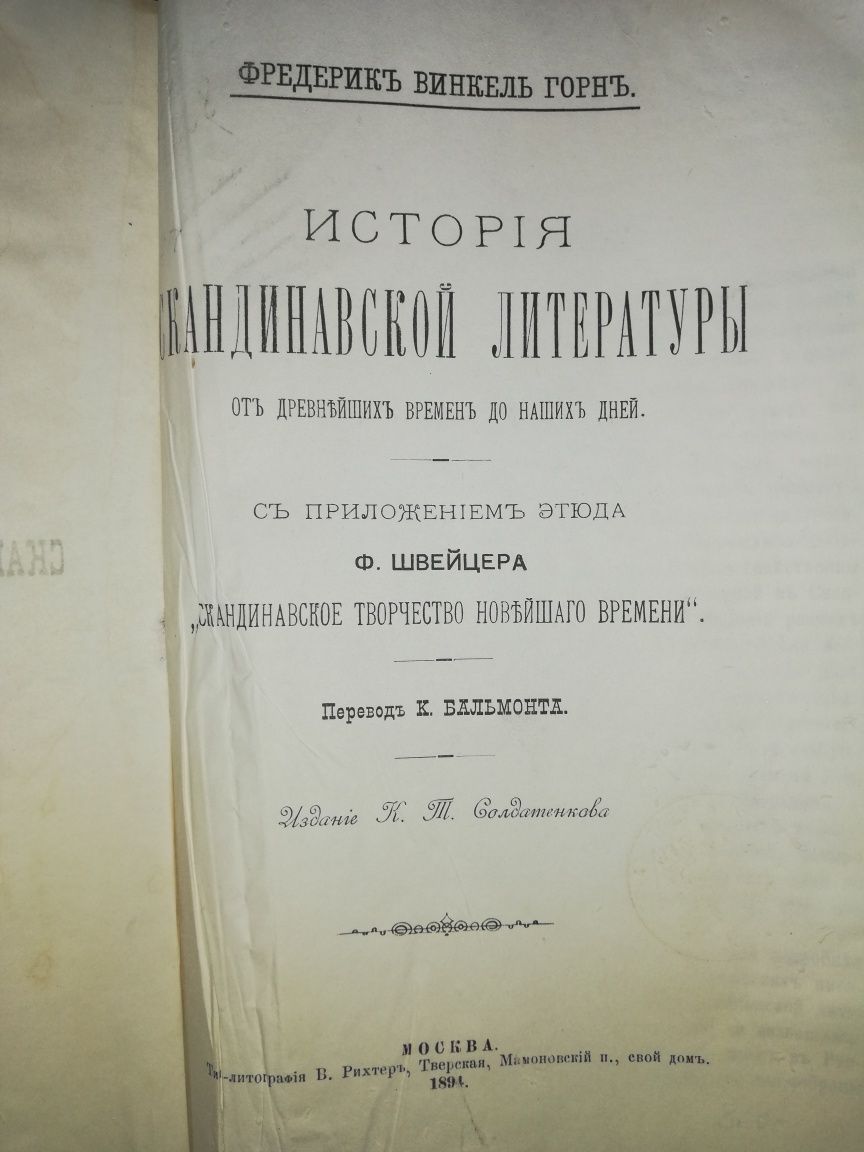 ФРЕДЕРИКЪ ВИНКЕЛЬ ГОРНЪ.
ИСТОРІЯ
СКАНДИНАВСКОЙ ЛИТЕРАТУРЫ
ОТЪ ДРЕВНѢЙШИХЪ ВРЕМЕНЪ ДО НАШИХЪ ДНЕЙ.
СЪ ПРИЛОЖЕНІЕМЪ ЭТЮДА
Ф. ШВЕЙЦЕРА
„СКАНДИНАВСКОЕ ТВОРЧЕСТВО НОВѢЙШАГО ВРЕМЕНИ“.
Переводъ К. БАЛЬМОНТА.
Изданіе К. Т. Солдатенкова
МОСКВА.
Тип-литографія В. Рихтеръ, Тверская, Мамоновскій п., свой домъ.
1894.